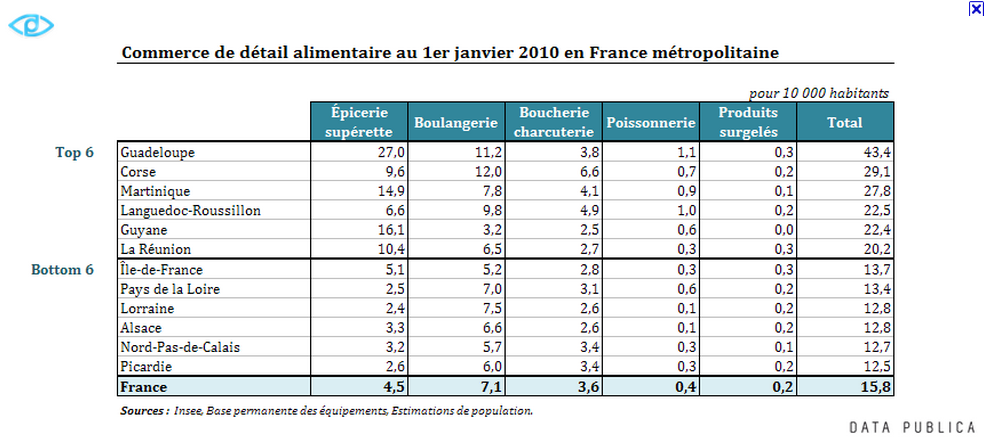 Commerce de détail alimentaire au 1er janvier 2010 en France métropolitaine
pour 10 000 habitants
Épicerie supérette Boulangerie Boucherie charcuterie Poissonnerie Produits surgelés Total
Top 6 Guadeloupe 27,0 11,2 3,8 1,1 0,3 43,4
Corse 9,6 12,0 6,6 0,7 0,2 29,1
Martinique 14,9 7,8 4,1 0,9 0,1 27,8
Languedoc-Roussillon 6,6 9,8 4,9 1,0 0,2 22,5
Guyane 16,1 3,2 2,5 0,6 0,0 22,4
La Réunion 10,4 6,5 2,7 0,3 0,3 20,2
Bottom 6 Île-de-France 5,1 5,2 2,8 0,3 0,3 13,7
Pays de la Loire 2,5 7,0 3,1 0,6 0,2 13,4
Lorraine 2,4 7,5 2,6 0,1 0,2 12,8
Alsace 3,3 6,6 2,6 0,1 0,2 12,8
Nord-Pas-de-Calais 3,2 5,7 3,4 0,3 0,1 12,7
Picardie 2,6 6,0 3,4 0,3 0,2 12,5
France 4,5 7,1 3,6 0,4 0,2 15,8
Sources : Insee, Base permanente des équipements, Estimations de population.
DATA PUBLICA